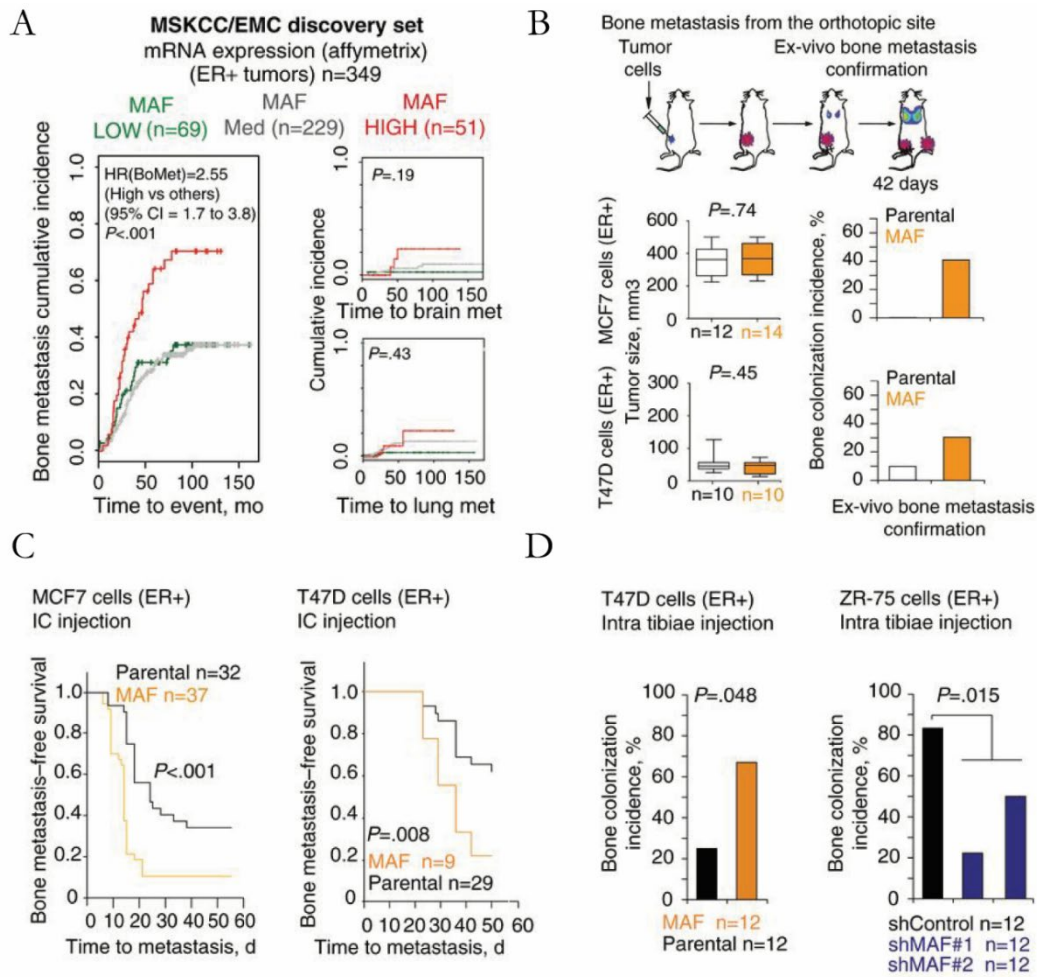 A
MSKCC/EMC discovery set
mRNA expression (affymetrix)
(ER+ tumors) n=349
MAF
LOW (n=69)
MAF
Med (n=229)
MAF
HIGH (n=51)
Bone metastasis cumulative incidence
1.0
0.8
0.6
0.4
0.2
0.0
HR(BoMet)=2.55
(High vs others)
(95% CI = 1.7 to 3.8)
P<.001
0 50 100 150
Time to event, mo
Cumulative incidence
1.0
0.0
P=.19
0 50 100 150
Time to brain met
1.0
0.0
P=.43
0 50 100 150
Time to lung met
B
Bone metastasis from the orthotopic site
Tumor
cells
Ex-vivo bone metastasis
confirmation
42 days
MCF7 cells (ER+)
T47D cells (ER+)
Tumor size, mm3
P=.74
600
400
200
0
n=12 n=14
P=.45
300
200
100
0
n=10 n=10
Bone colonization incidence, %
Parental
MAF
60
40
20
0
Parental
MAF
60
40
20
0
Ex-vivo bone metastasis
confirmation
C
MCF7 cells (ER+)
IC injection
Bone metastasis–free survival
Parental n=32
MAF n=37
P<.001
1.0
0.8
0.6
0.4
0.2
0
0 10 20 30 40 50 60
Time to metastasis, d
T47D cells (ER+)
IC injection
Bone metastasis–free survival
1.0
0.8
0.6
0.4
0.2
0
P=.008
MAF n=9
Parental n=29
0 10 20 30 40 50 60
Time to metastasis, d
D
T47D cells (ER+)
Intra tibiae injection
Bone colonization
incidence, %
100
80
60
40
20
0
P=.048
MAF n=12
Parental n=12
ZR-75 cells (ER+)
Intra tibiae injection
Bone colonization
incidence, %
100
80
60
40
20
0
P=.015
shControl n=12
shMAF#1 n=12
shMAF#2 n=12